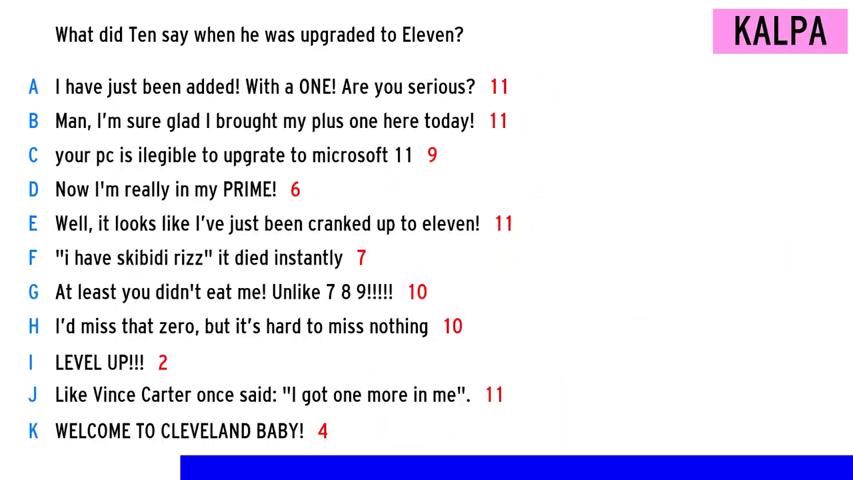 What did Ten say when he was upgraded to Eleven?
KALPA
A I have just been added! With a ONE! Are you serious? 11
B Man, I'm sure glad I brought my plus one here today! 11
C your pc is ilegible to upgrate to microsoft 11 9
D Now I'm really in my PRIME! 6
E Well, it looks like I've just been cranked up to eleven! 11
F "i have skibidi rizz" it died instantly 7
G At least you didn't eat me! Unlike 7 8 9!!!!! 10
H I'd miss that zero, but it's hard to miss nothing 10
I LEVEL UP!!! 2
J Like Vince Carter once said: "I got one more in me". 11
K WELCOME TO CLEVELAND BABY! 4